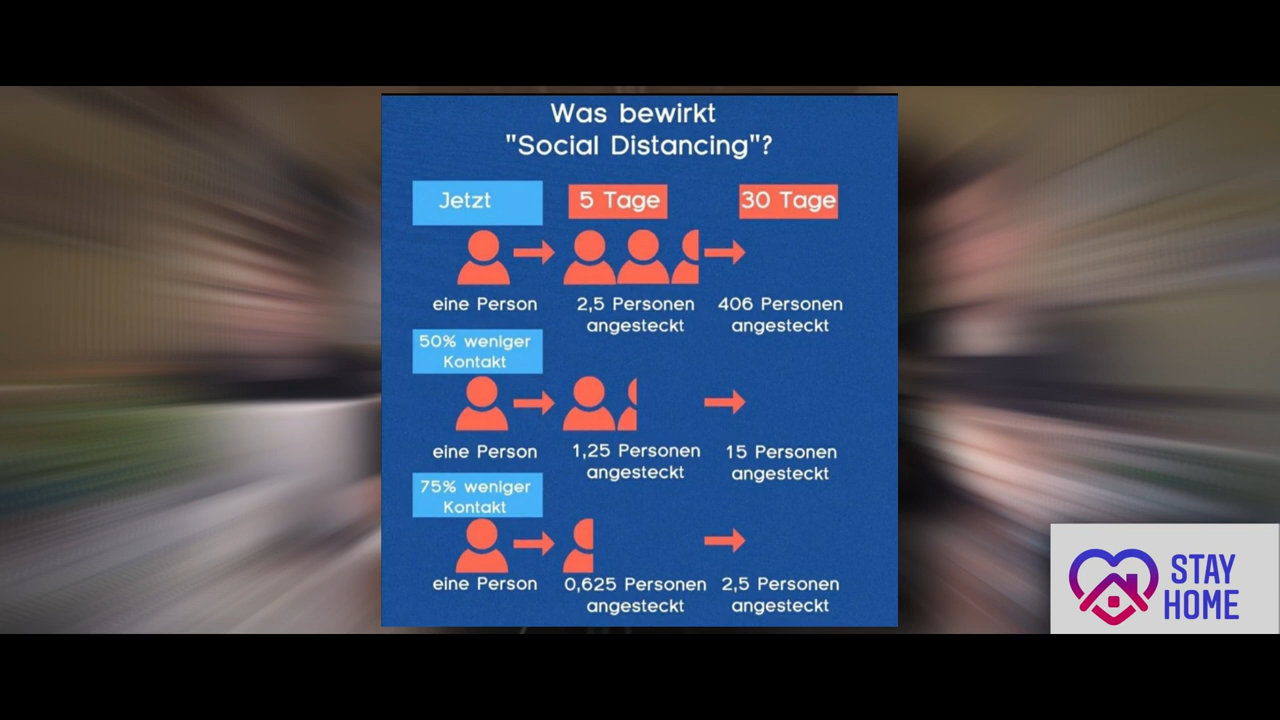 Was bewirkt
"Social Distancing"?
Jetzt
5 Tage
30 Tage
eine Person
2,5 Personen
angesteckt
406 Personen
angesteckt
50% weniger
Kontakt
eine Person
1,25 Personen
angesteckt
15 Personen
angesteckt
75% weniger
Kontakt
eine Person
0,625 Personen
angesteckt
2,5 Personen
angesteckt
STAY
HOME